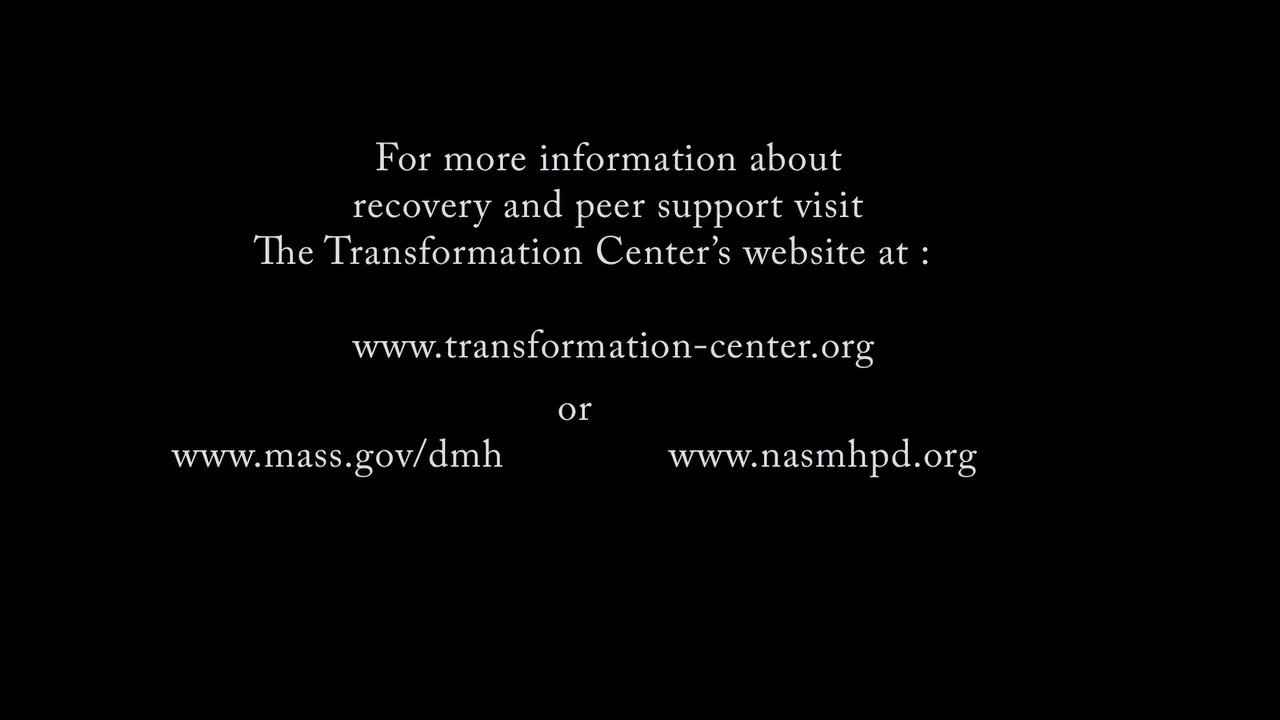 For more information about
recovery and peer support visit
The Transformation Center’s website at :
www.transformation-center.org
or
www.mass.gov/dmh www.nasmhpd.org